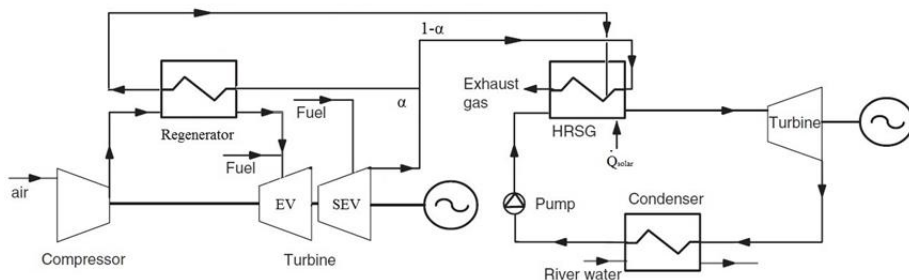 1-α
Exhaust
gas
α
Fuel
HRSG
Turbine
Regenerator
Q̇solar
Fuel
air
EV
SEV
Pump
Condenser
Compressor
Turbine
River water